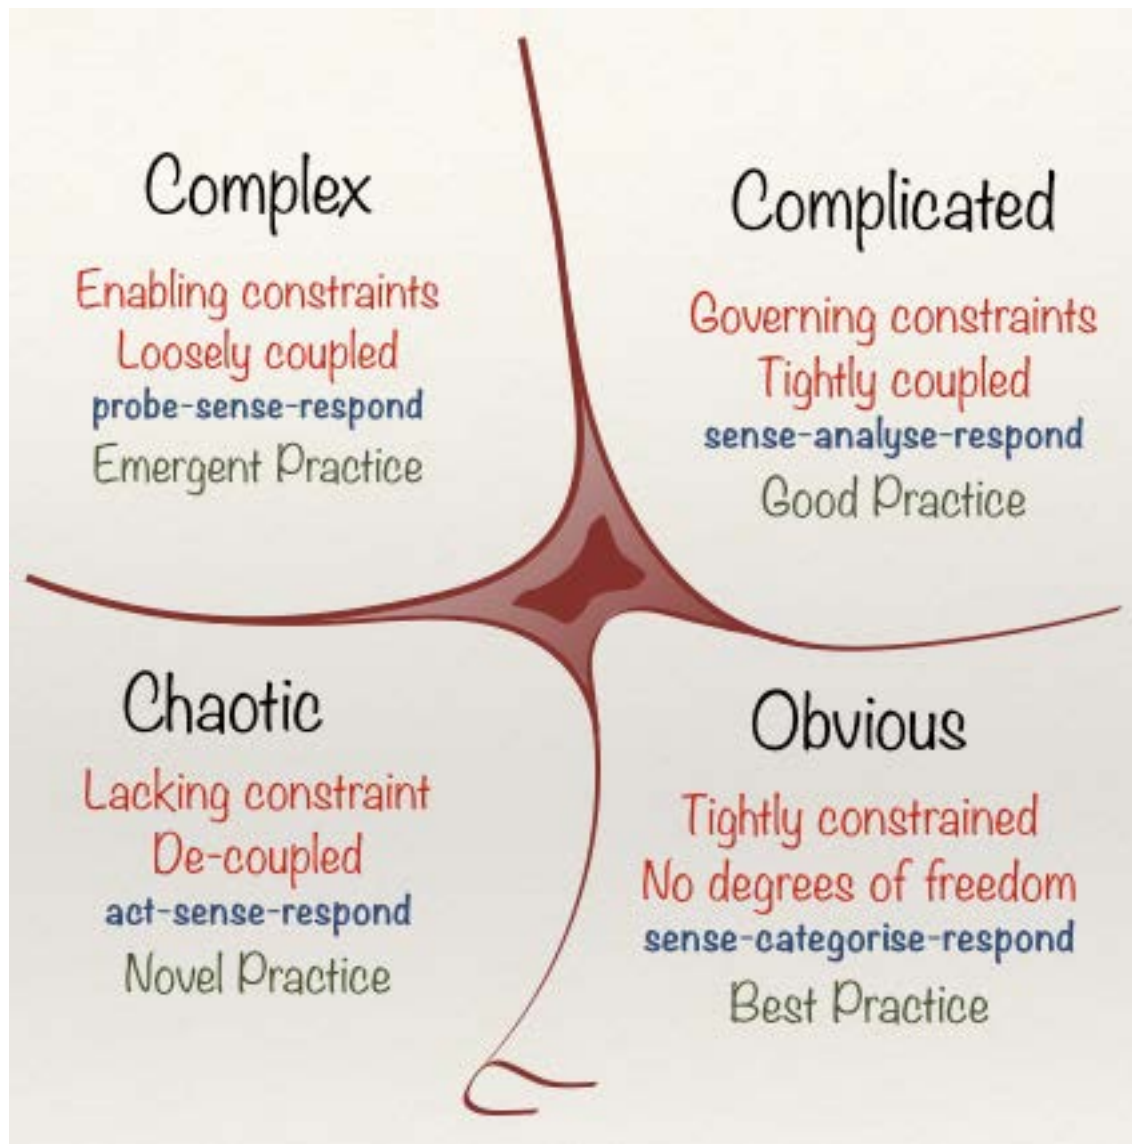 Complex
Enabling constraints
Loosely coupled
probe-sense-respond
Emergent Practice
Complicated
Governing constraints
Tightly coupled
sense-analyse-respond
Good Practice
Chaotic
Lacking constraint
De-coupled
act-sense-respond
Novel Practice
Obvious
Tightly constrained
No degrees of freedom
sense-categorise-respond
Best Practice